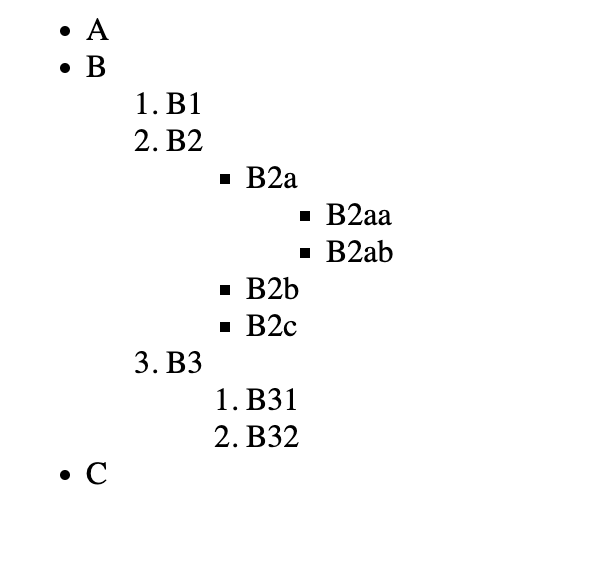 • A
• B
1. B1
2. B2
▪ B2a
▪ B2aa
▪ B2ab
▪ B2b
▪ B2c
3. B3
1. B31
2. B32
• C